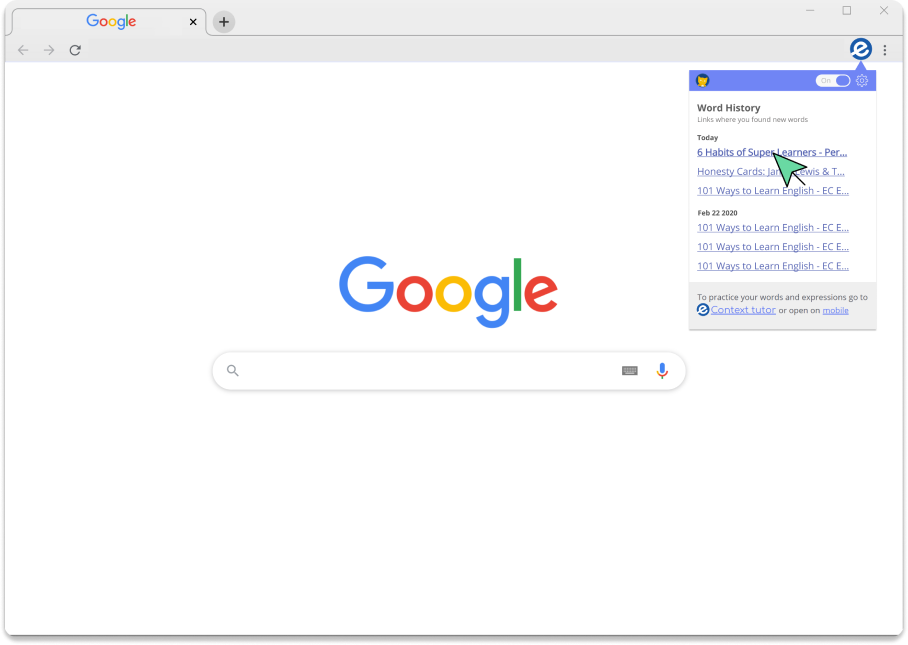 Google
On
Word History
Links where you found new words
Today
6 Habits of Super Learners - Per...
Honesty Cards: Ja Lewis & T...
101 Ways to Learn English - EC E...
Feb 22 2020
101 Ways to Learn English - EC E...
101 Ways to Learn English - EC E...
101 Ways to Learn English - EC E...
Google
To practice your words and expressions go to
Context tutor or open on mobile